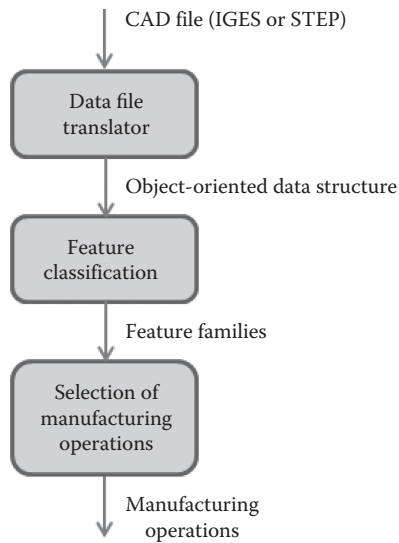 CAD file (IGES or STEP)
Data file
translator
Object-oriented data structure
Feature
classification
Feature families
Selection of
manufacturing
operations
Manufacturing
operations